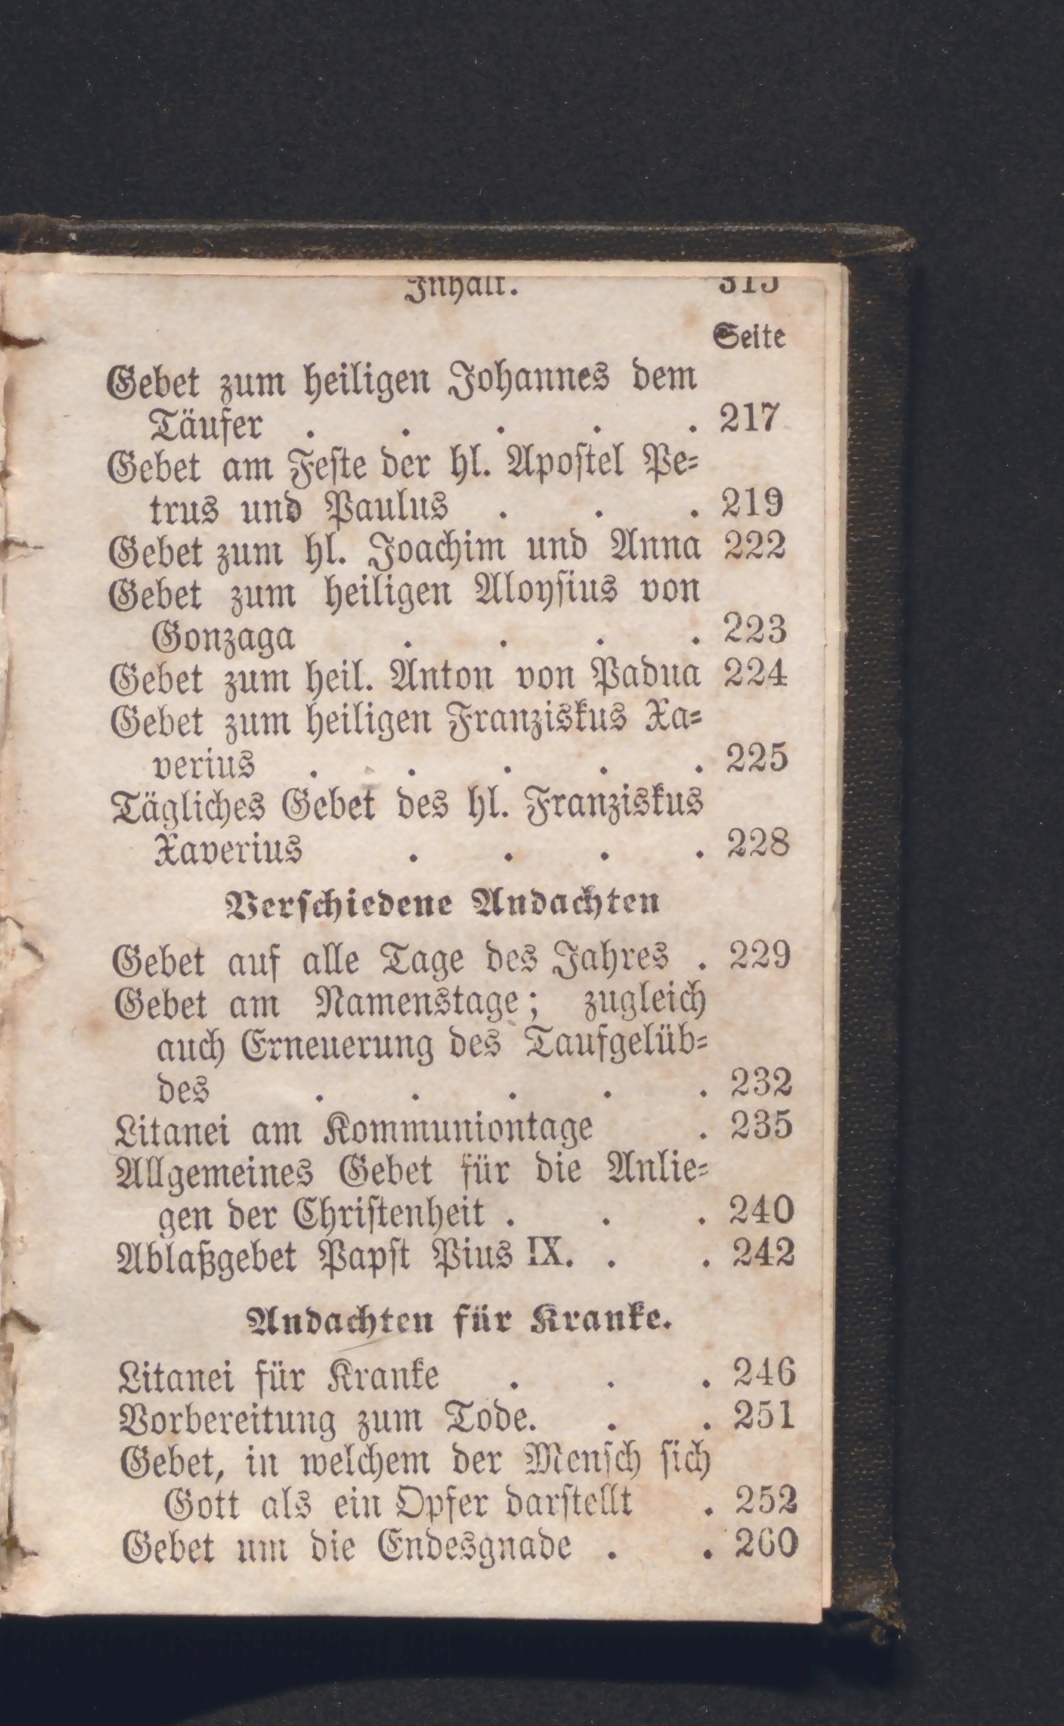 Inhalt. 315
Seite
Gebet zum heiligen Johannes dem
Täufer . . . . . 217
Gebet am Feste der hl. Apostel Pe-
trus und Paulus . . . 219
Gebet zum hl. Joachim und Anna 222
Gebet zum heiligen Aloysius von
Gonzaga . . . . 223
Gebet zum heil. Anton von Padua 224
Gebet zum heiligen Franziskus Xa-
verius . . . . . 225
Tägliches Gebet des hl. Franziskus
Xaverius . . . . 228
Verschiedene Andachten
Gebet auf alle Tage des Jahres . 229
Gebet am Namenstage; zugleich
auch Erneuerung des Taufgelüb-
des . . . . . 232
Litanei am Kommuniontage . 235
Allgemeines Gebet für die Anlie-
gen der Christenheit . . . 240
Ablaßgebet Papst Pius IX. . . 242
Andachten für Kranke.
Litanei für Kranke . . . 246
Vorbereitung zum Tode. . . 251
Gebet, in welchem der Mensch sich
Gott als ein Opfer darstellt . 252
Gebet um die Endesgnade . . 260